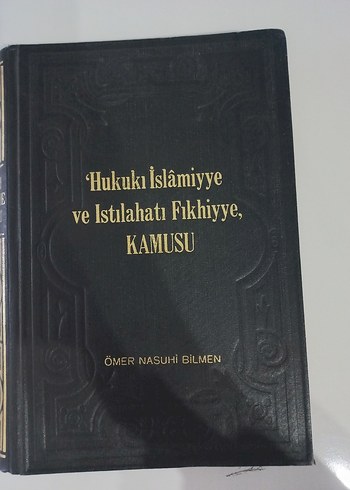 'Hukukı İslâmiyye
ve Istılahatı Fıkhiyye,
KAMUSU
ÖMER NASUHİ BİLMEN